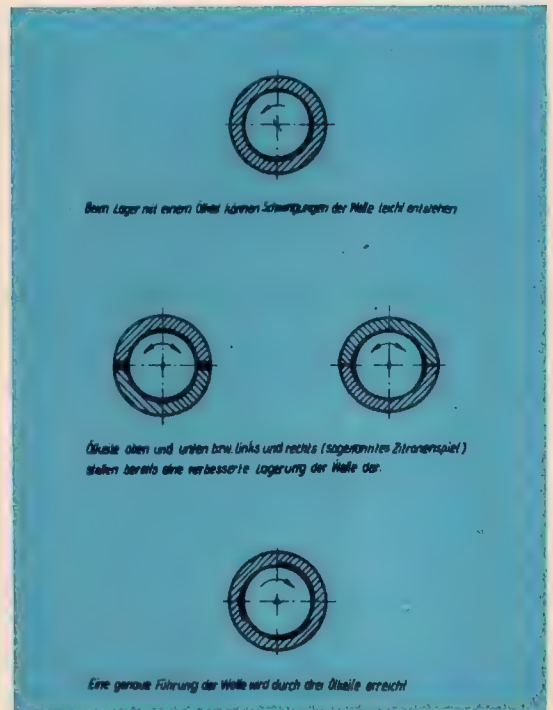 Beim Lager mit einem Ölkeil können Schwingungen der Welle leicht entstehen
Ölkeile oben und unten bzw. links und rechts (sogenanntes Zitronenspiel)
stellen bereits eine verbesserte Lagerung der Welle dar.
Eine genaue Führung der Welle wird durch drei Ölkeile erreicht